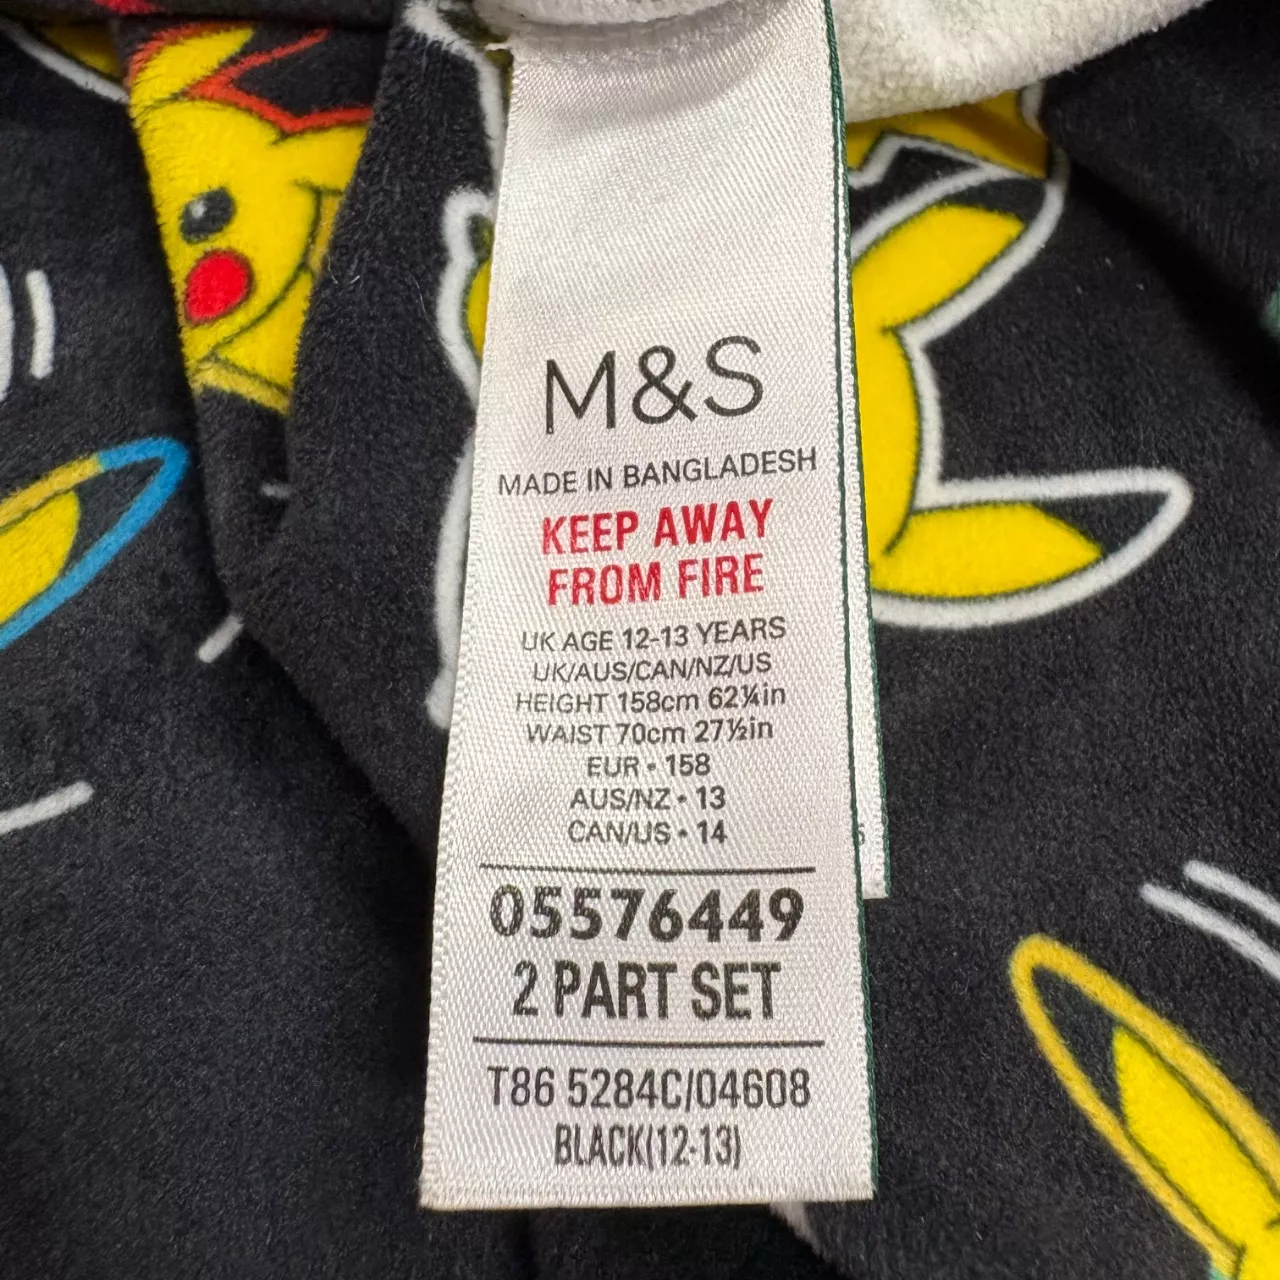 M&S
MADE IN BANGLADESH
KEEP AWAY
FROM FIRE
UK AGE 12-13 YEARS
UK/AUS/CAN/NZ/US
HEIGHT 158cm 62¼in
WAIST 70cm 27½in
EUR • 158
AUS/NZ • 13
CAN/US • 14
05576449
2 PART SET
T86 5284C/04608
BLACK(12-13)